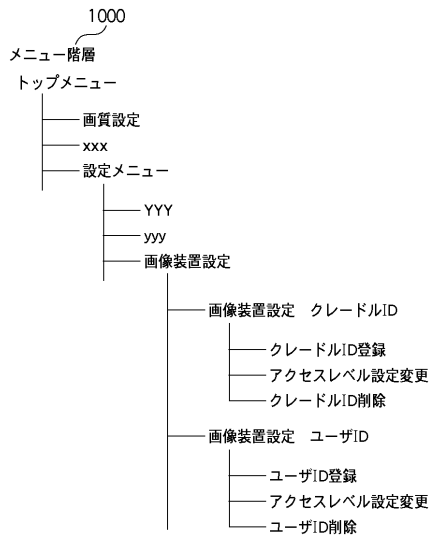 1000
メニュー階層
トップメニュー
画質設定
xxx
設定メニュー
YYY
yyy
画像装置設定
画像装置設定　クレードルID
クレードルID登録
アクセスレベル設定変更
クレードルID削除
画像装置設定　ユーザID
ユーザID登録
アクセスレベル設定変更
ユーザID削除